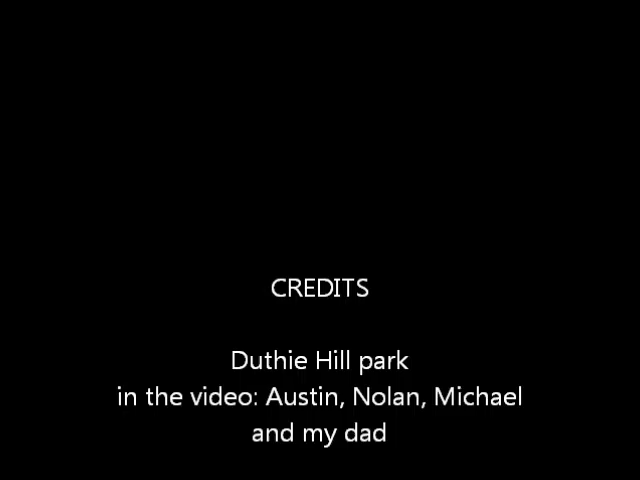 CREDITS
Duthie Hill park
in the video: Austin, Nolan, Michael
and my dad